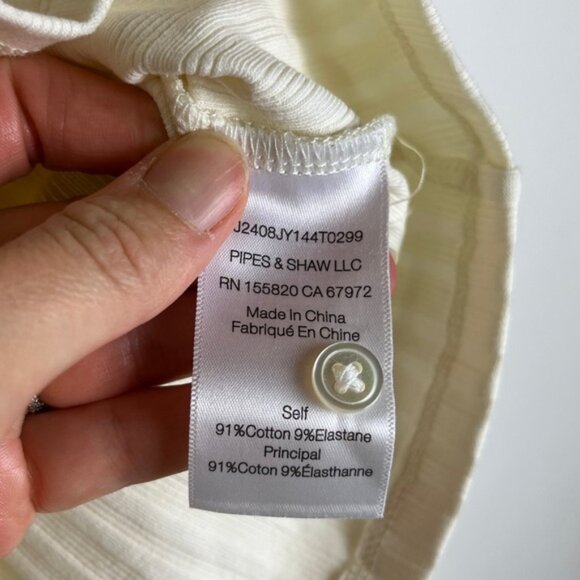 J2408JY144T0299
PIPES & SHAW LLC
RN 155820 CA 67972
Made In China
Fabriqué En Chine
Self
91%Cotton 9%Elastane
Principal
91%Coton 9%Élasthanne